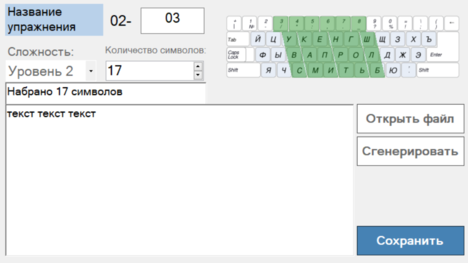 Название
упражнения
02-
03
Сложность:
Количество символов:
Уровень 2
17
Набрано 17 символов
текст текст текст
Tab
Й Ц У К Е Н Г Ш Щ З Х Ъ
Caps
Lock
Ф Ы В А П Р О Л Д Ж Э
Enter
Shift
Я Ч С М И Т Ь Б Ю
Shift
Открыть файл
Сгенерировать
Сохранить